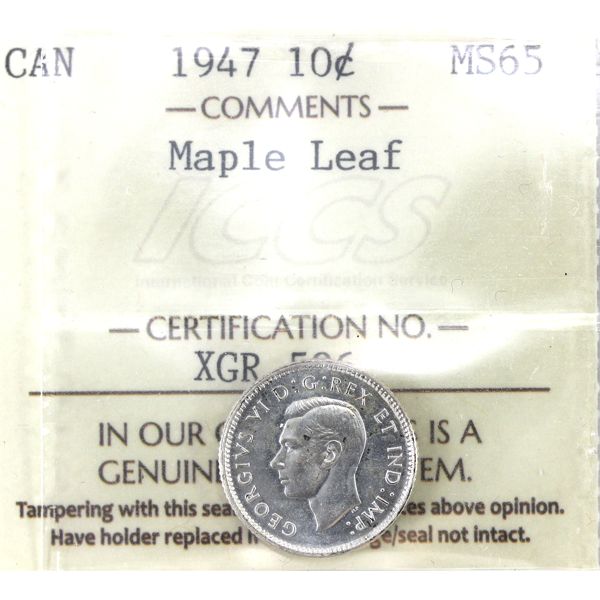 CAN 1947 10¢ MS65
— COMMENTS —
Maple Leaf
ICCS
International Coin Certification Service
— CERTIFICATION NO. —
XGR
IN OUR IS A
GENUIN EM.
Tampering with this sea es above opinion.
Have holder replaced i ge/seal not intact.
GEORGIVS VI D:G:REX ET IND:IMP: